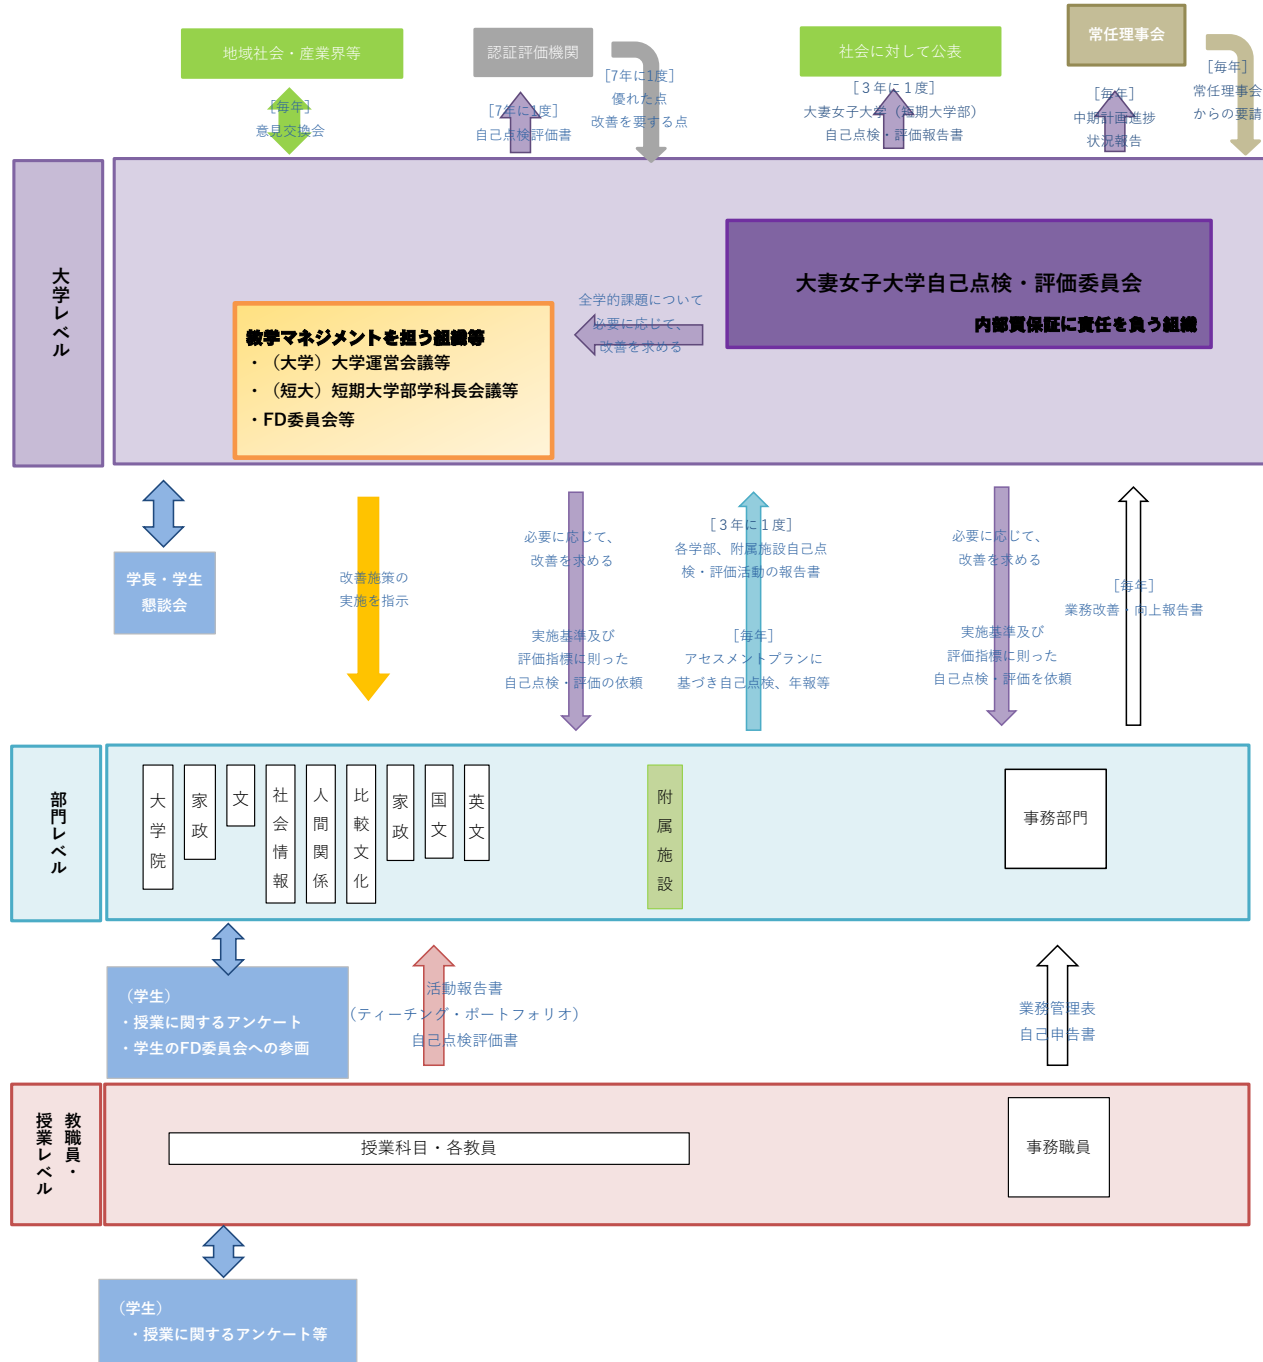 地域社会・産業界等
認証評価機関
社会に対して公表
常任理事会
[毎年]
意見交換会
[7年に1度]
自己点検評価書
[7年に1度]
優れた点
改善を要する点
[３年に１度]
大妻女子大学（短期大学部）
自己点検・評価報告書
[毎年]
中期計画進捗
状況報告
[毎年]
常任理事会
からの要請
大学レベル
大妻女子大学自己点検・評価委員会
内部質保証に責任を負う組織
全学的課題について
必要に応じて、
改善を求める
教学マネジメントを担う組織等
・（大学）大学運営会議等
・（短大）短期大学部学科長会議等
・FD委員会等
学長・学生
懇談会
改善施策の
実施を指示
必要に応じて、
改善を求める
実施基準及び
評価指標に則った
自己点検・評価の依頼
[３年に１度]
各学部、附属施設自己点
検・評価活動の報告書
[毎年]
アセスメントプランに
基づき自己点検、年報等
必要に応じて、
改善を求める
実施基準及び
評価指標に則った
自己点検・評価を依頼
[毎年]
業務改善・向上報告書
部門レベル
大学院
家政
文
社会情報
人間関係
比較文化
家政
国文
英文
附属施設
事務部門
（学生）
・授業に関するアンケート
・学生のFD委員会への参画
活動報告書
（ティーチング・ポートフォリオ）
自己点検評価書
業務管理表
自己申告書
教職員・
授業レベル
授業科目・各教員
事務職員
（学生）
・授業に関するアンケート等